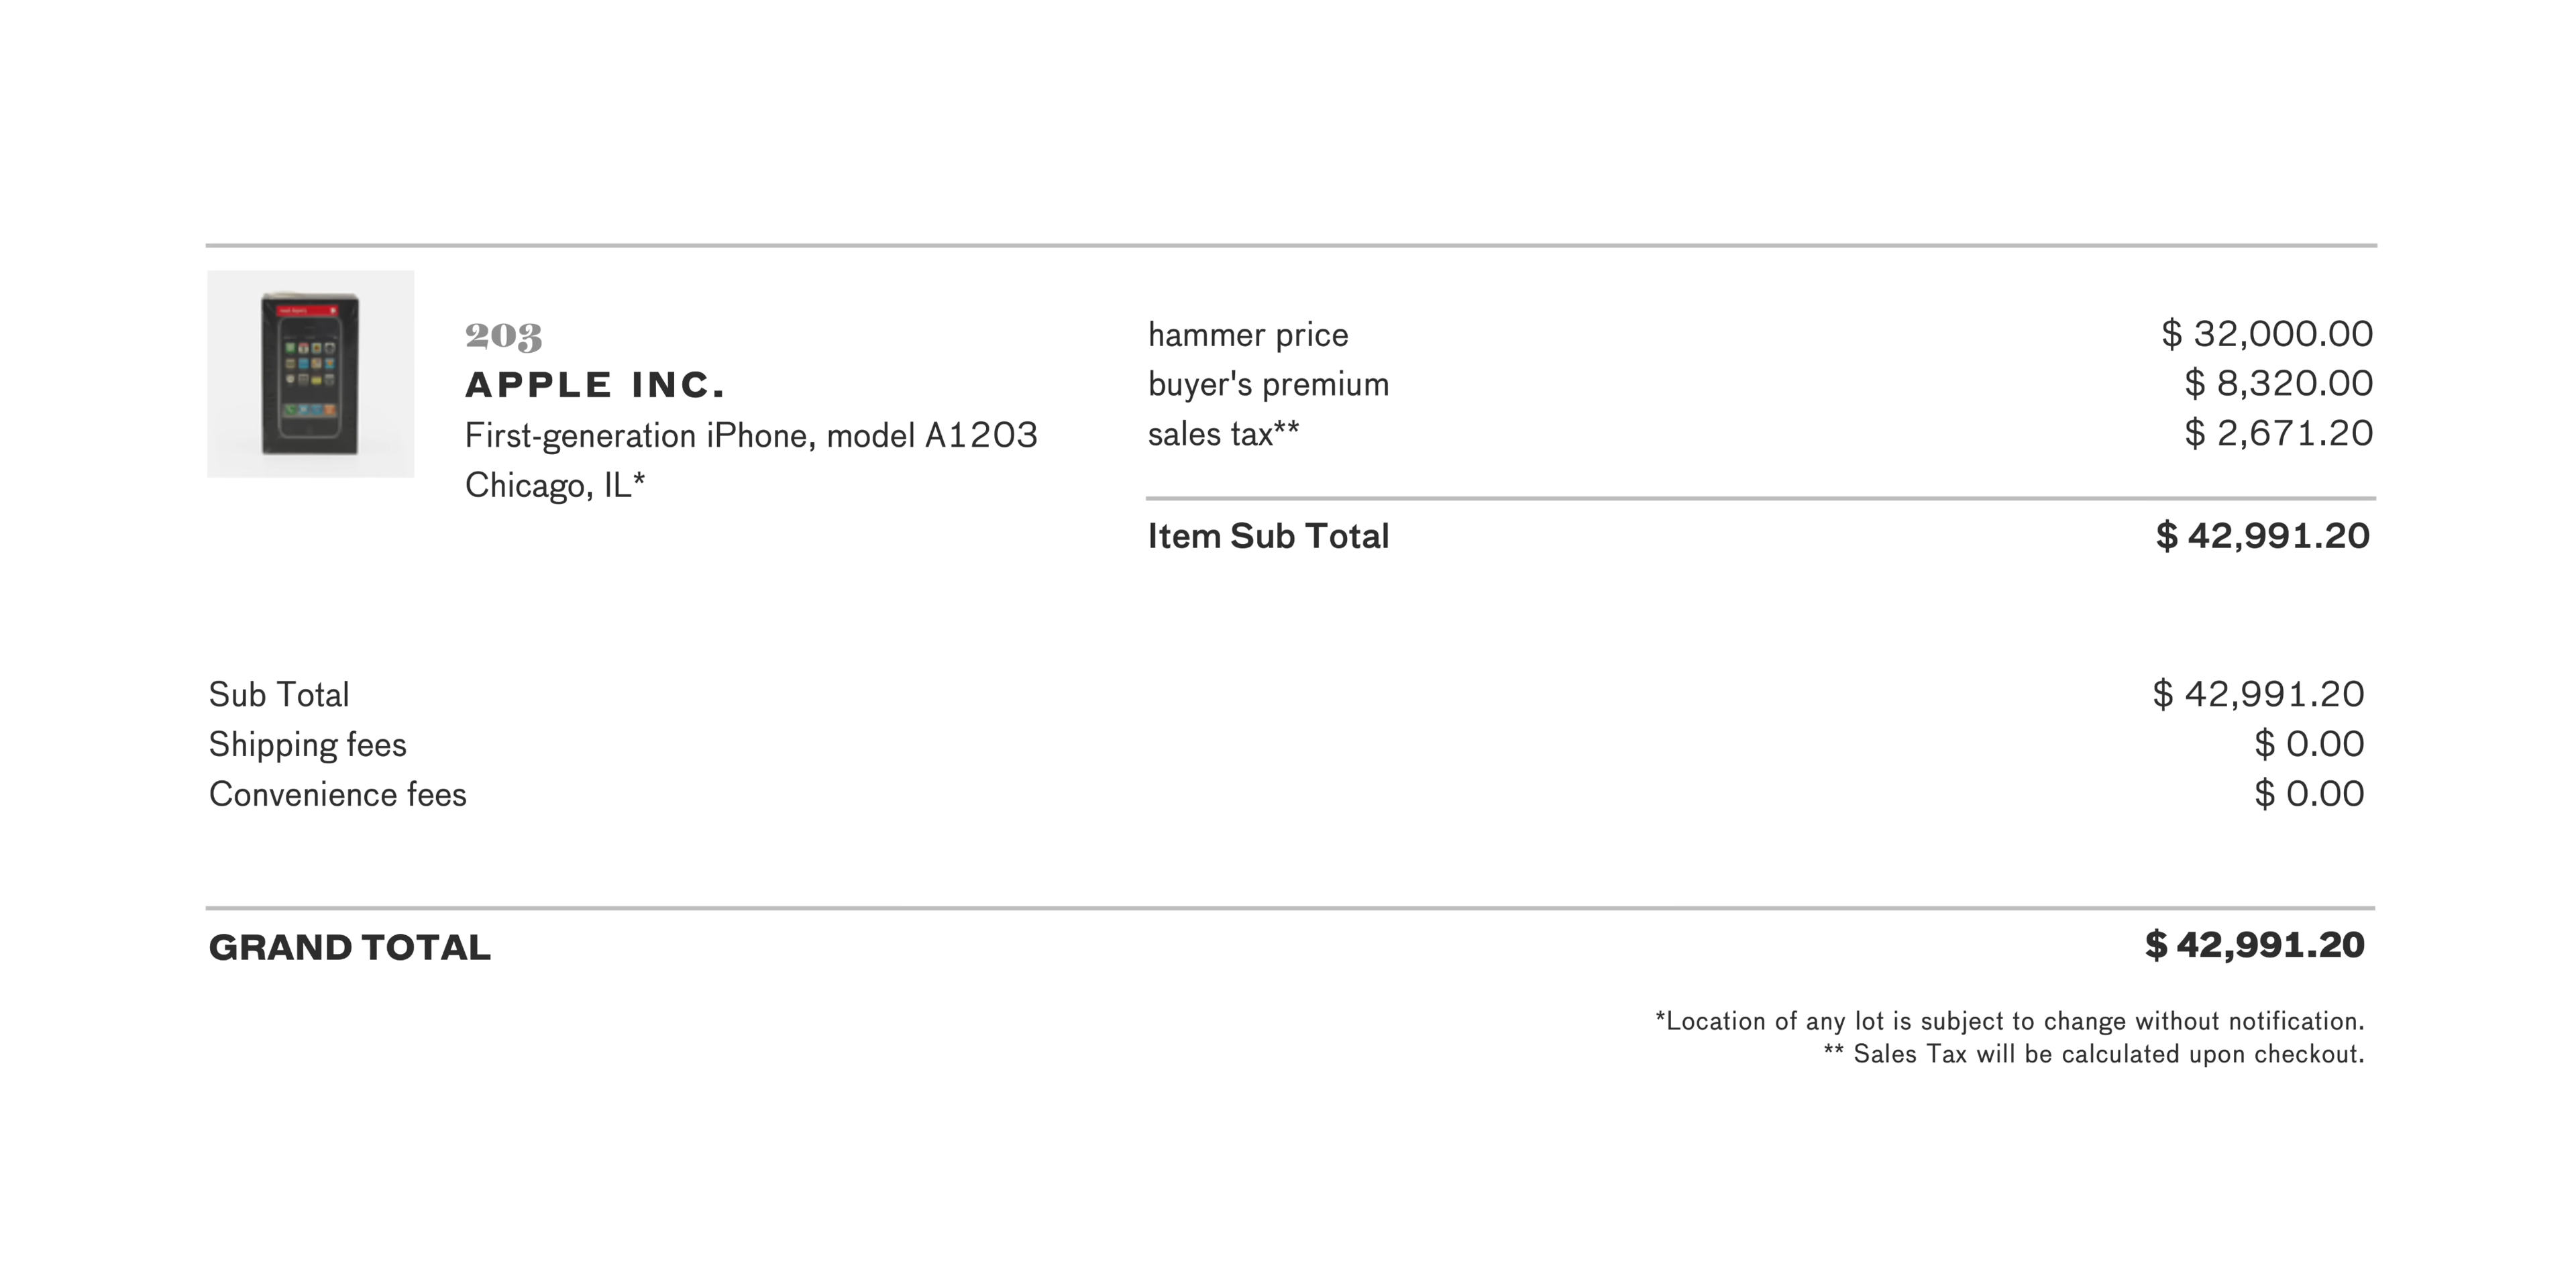 203
APPLE INC.
First-generation iPhone, model A1203
Chicago, IL*
hammer price $ 32,000.00
buyer's premium $ 8,320.00
sales tax** $ 2,671.20
Item Sub Total $ 42,991.20
Sub Total $ 42,991.20
Shipping fees $ 0.00
Convenience fees $ 0.00
GRAND TOTAL $ 42,991.20
*Location of any lot is subject to change without notification.
** Sales Tax will be calculated upon checkout.